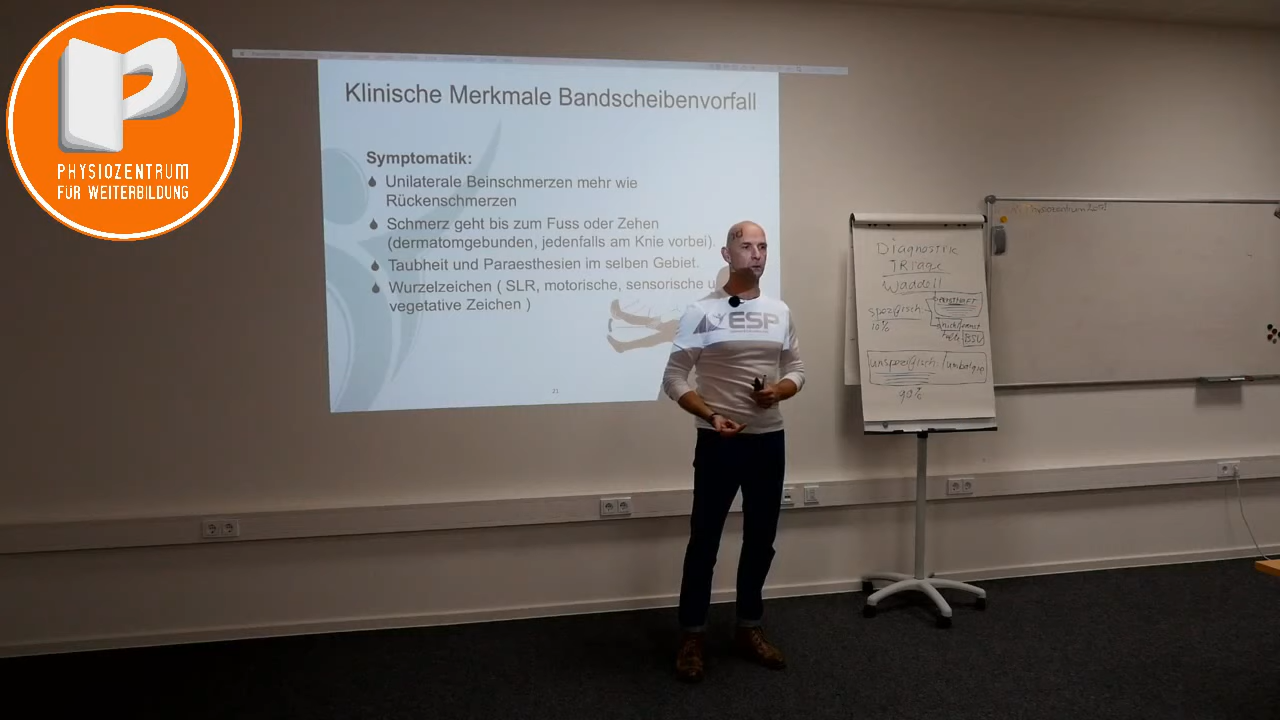 PHYSIOZENTRUM
FÜR WEITERBILDUNG
Klinische Merkmale Bandscheibenvorfall
Symptomatik:
Unilaterale Beinschmerzen mehr wie
Rückenschmerzen
Schmerz geht bis zum Fuss oder Zehen
(dermatomgebunden, jedenfalls am Knie vorbei).
Taubheit und Paraesthesien im selben Gebiet.
Wurzelzeichen ( SLR, motorische, sensorische u
vegetative Zeichen )
21
ESP
Diagnostic
TRiage
Waddell
spezifisch
10%
BSV
unspezifisch
90%